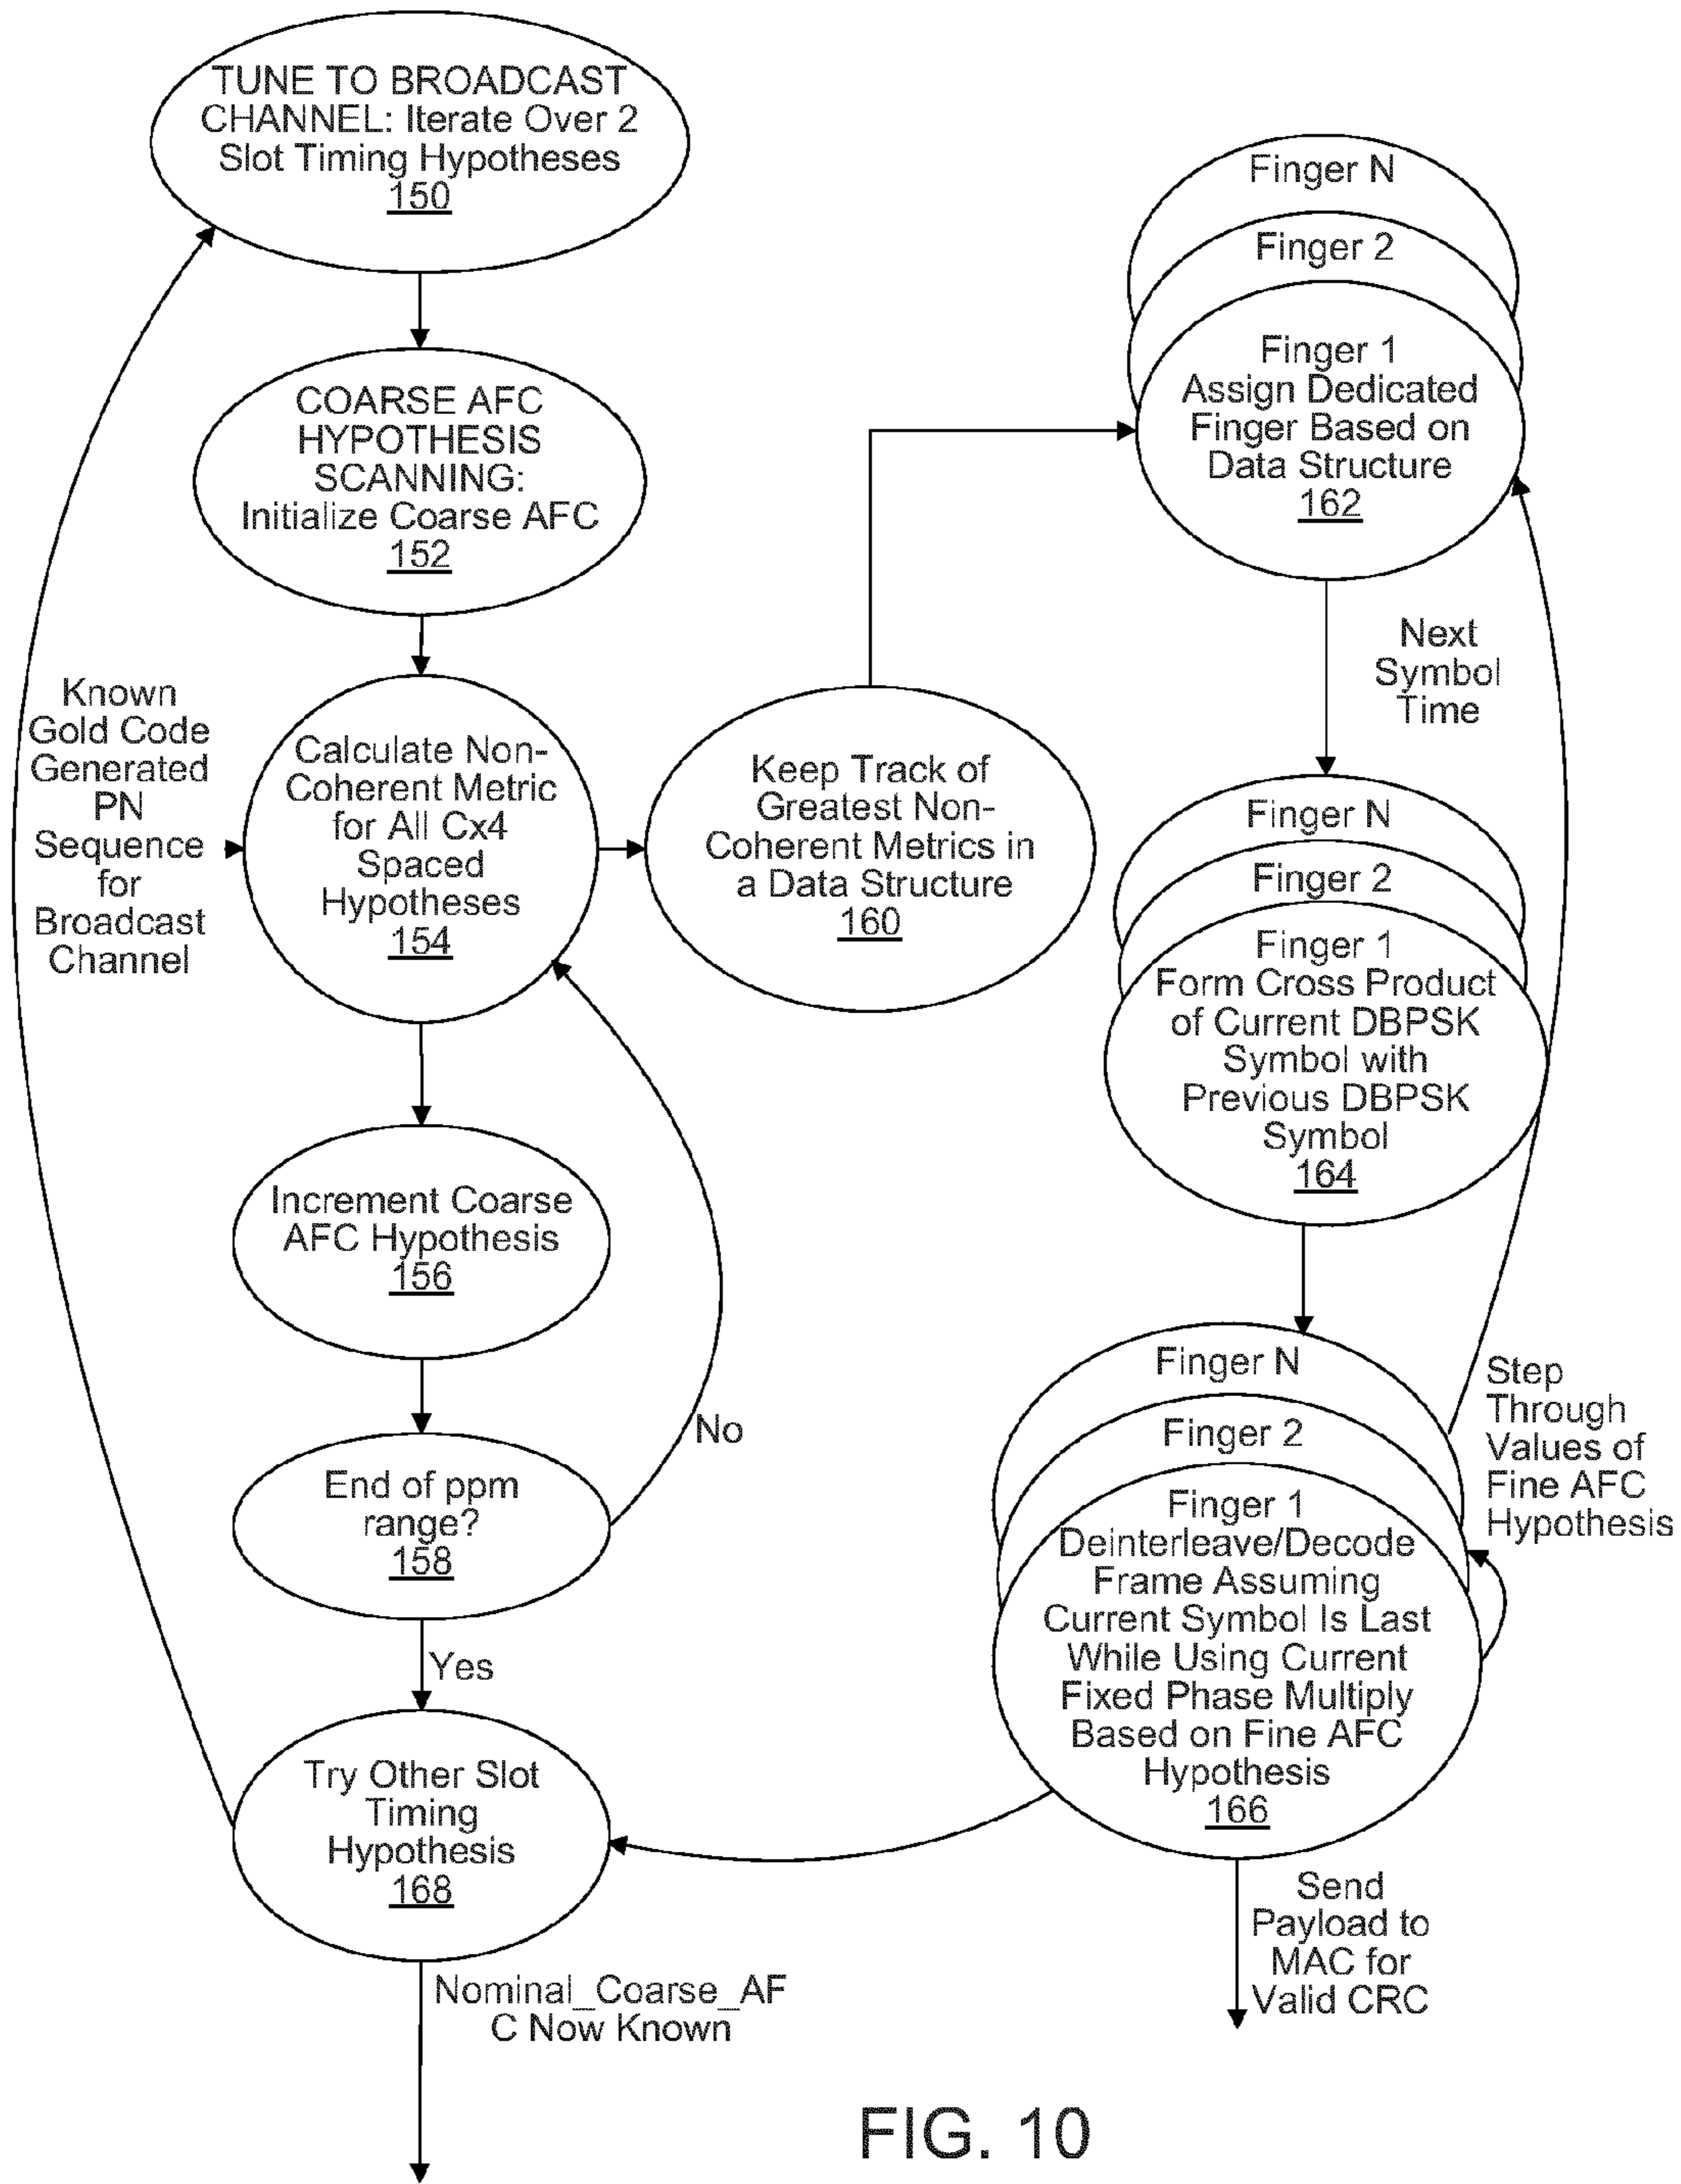 TUNE TO BROADCAST
CHANNEL: Iterate Over 2
Slot Timing Hypotheses
150
COARSE AFC
HYPOTHESIS
SCANNING:
Initialize Coarse AFC
152
Known
Gold Code
Generated
PN
Sequence
for
Broadcast
Channel
Calculate Non-
Coherent Metric
for All Cx4
Spaced
Hypotheses
154
Increment Coarse
AFC Hypothesis
156
End of ppm
range?
158
No
Yes
Try Other Slot
Timing
Hypothesis
168
Nominal_Coarse_AF
C Now Known
Keep Track of
Greatest Non-
Coherent Metrics in
a Data Structure
160
Finger N
Finger 2
Finger 1
Assign Dedicated
Finger Based on
Data Structure
162
Next
Symbol
Time
Finger N
Finger 2
Finger 1
Form Cross Product
of Current DBPSK
Symbol with
Previous DBPSK
Symbol
164
Finger N
Finger 2
Finger 1
Deinterleave/Decode
Frame Assuming
Current Symbol Is Last
While Using Current
Fixed Phase Multiply
Based on Fine AFC
Hypothesis
166
Step
Through
Values of
Fine AFC
Hypothesis
Send
Payload to
MAC for
Valid CRC
FIG. 10